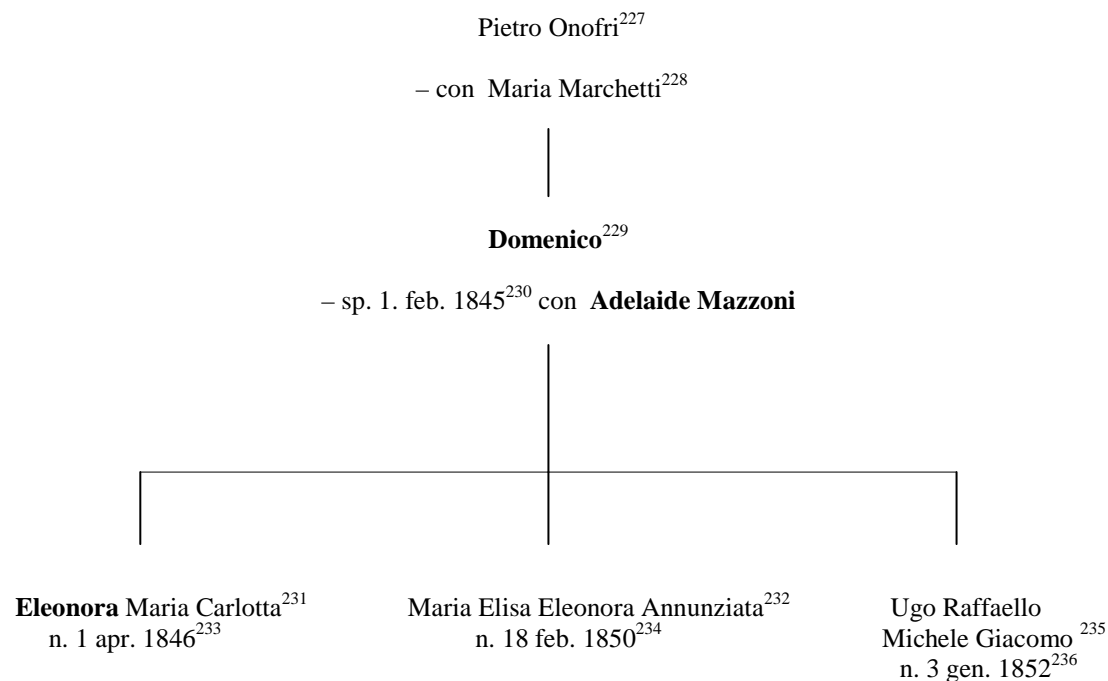 Pietro Onofri²²⁷
– con Maria Marchetti²²⁸
Domenico²²⁹
– sp. 1. feb. 1845²³⁰ con Adelaide Mazzoni
Eleonora Maria Carlotta²³¹
n. 1 apr. 1846²³³
Maria Elisa Eleonora Annunziata²³²
n. 18 feb. 1850²³⁴
Ugo Raffaello
Michele Giacomo ²³⁵
n. 3 gen. 1852²³⁶